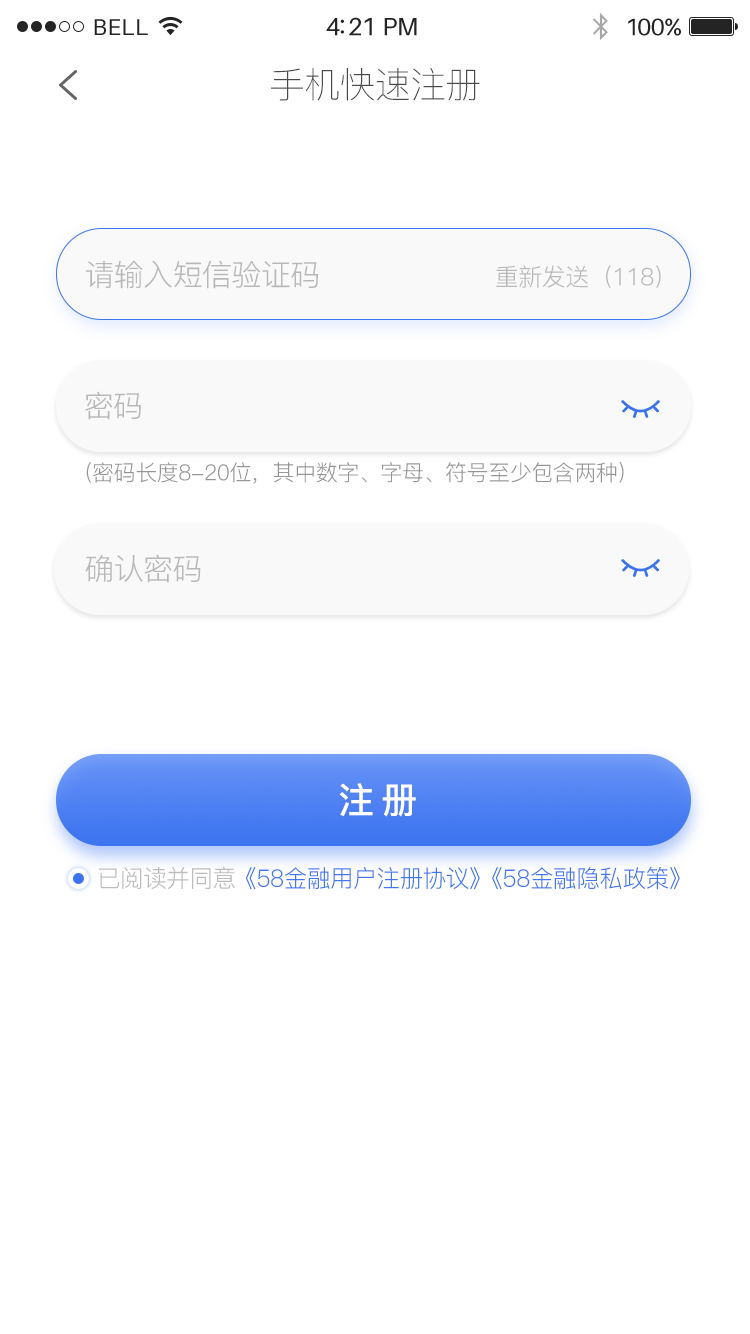 BELL 4:21 PM 100%
手机快速注册
请输入短信验证码 重新发送（118）
密码
(密码长度8-20位，其中数字、字母、符号至少包含两种)
确认密码
注 册
已阅读并同意《58金融用户注册协议》《58金融隐私政策》